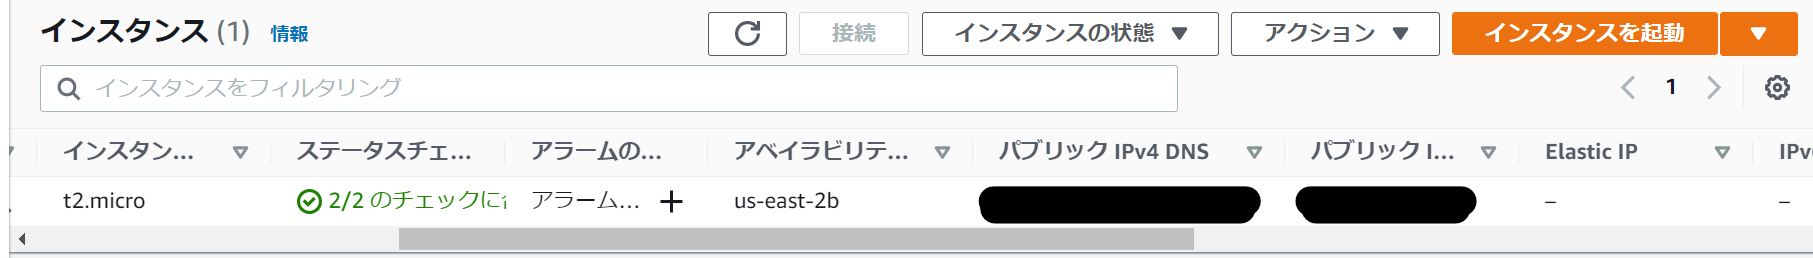 インスタンス (1) 情報 接続 インスタンスの状態 ▼ アクション ▼ インスタンスを起動 ▼
インスタンスをフィルタリング 1
インスタン... ステータスチェ... アラームの... アベイラビリテ... パブリック IPv4 DNS パブリック I... Elastic IP IPv
t2.micro 2/2 のチェックに アラーム... + us-east-2b – –